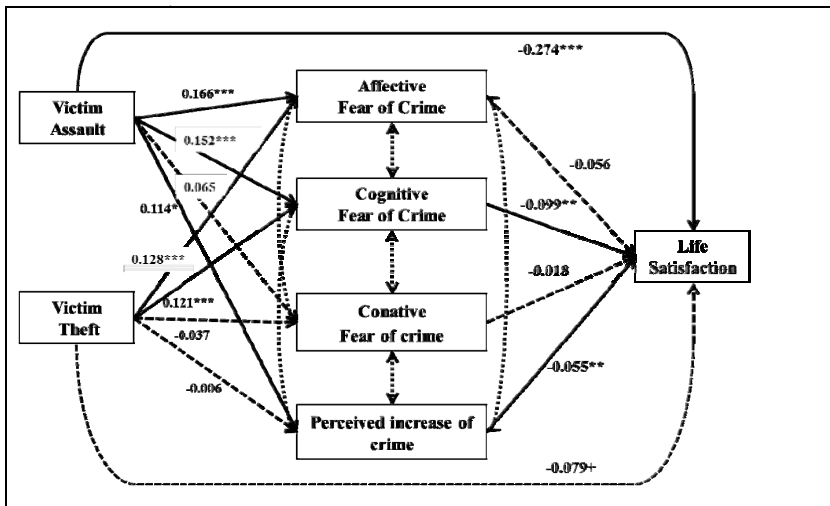 -0.274***
Victim
Assault
0.166***
Affective
Fear of Crime
0.152***
-0.056
0.065
Cognitive
Fear of Crime
0.114*
-0.099**
Life
Satisfaction
0.128***
-0.018
Victim
Theft
0.121***
Conative
Fear of crime
-0.037
-0.055**
-0.006
Perceived increase of
crime
-0.079+